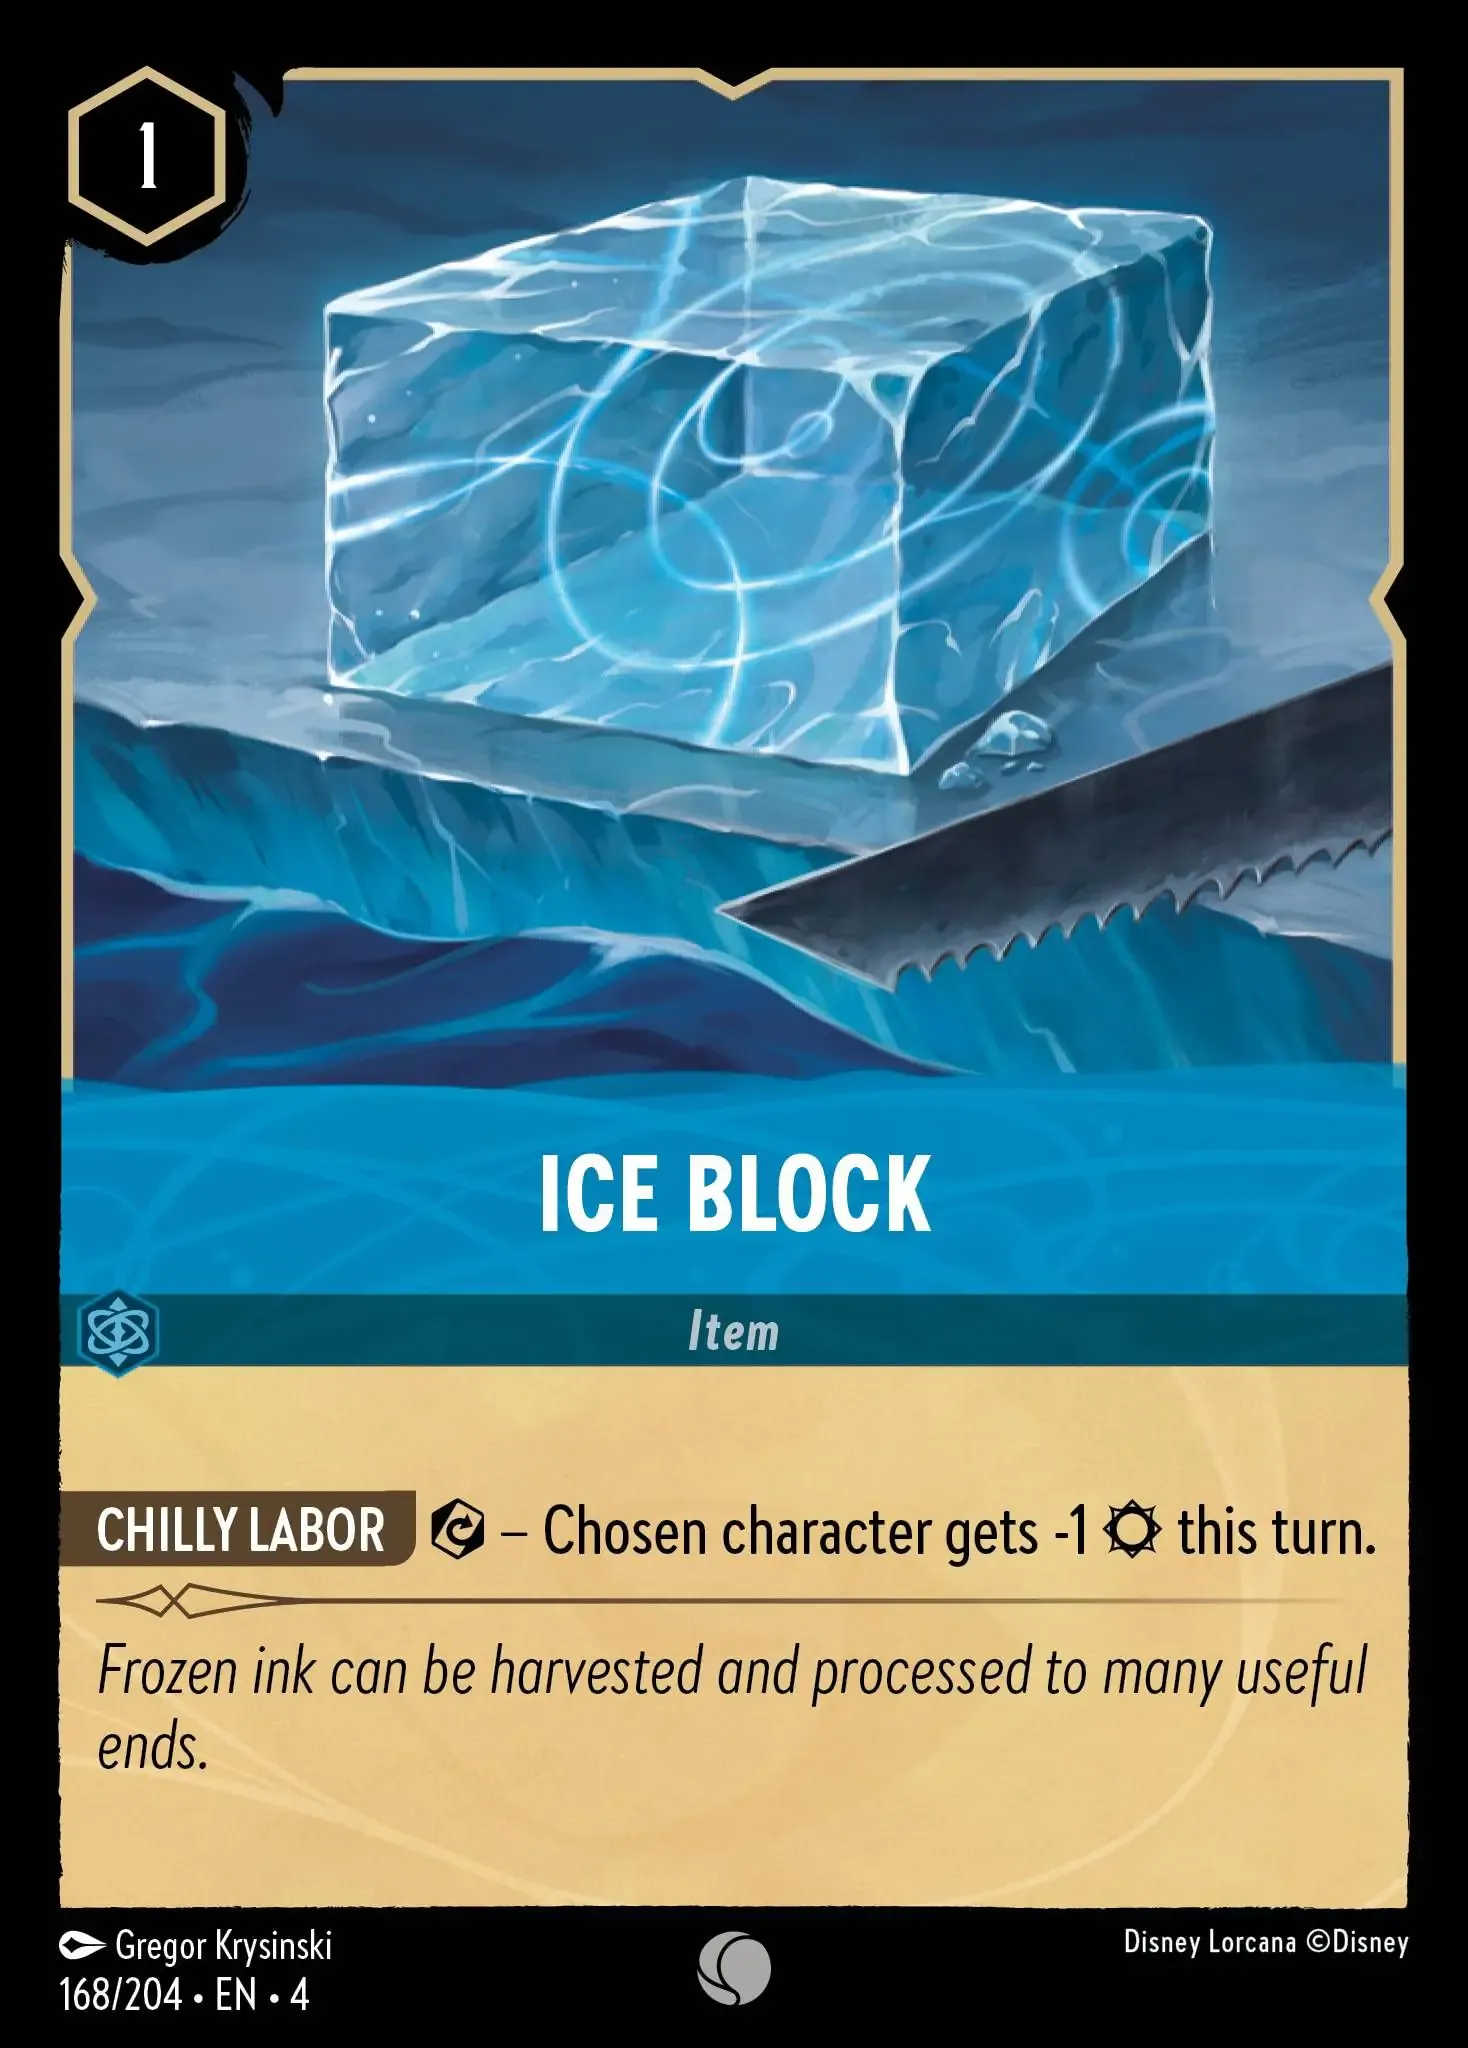 1
ICE BLOCK
Item
CHILLY LABOR – Chosen character gets -1 this turn.
Frozen ink can be harvested and processed to many useful
ends.
Gregor Krysinski
Disney Lorcana ©Disney
168/204 • EN • 4